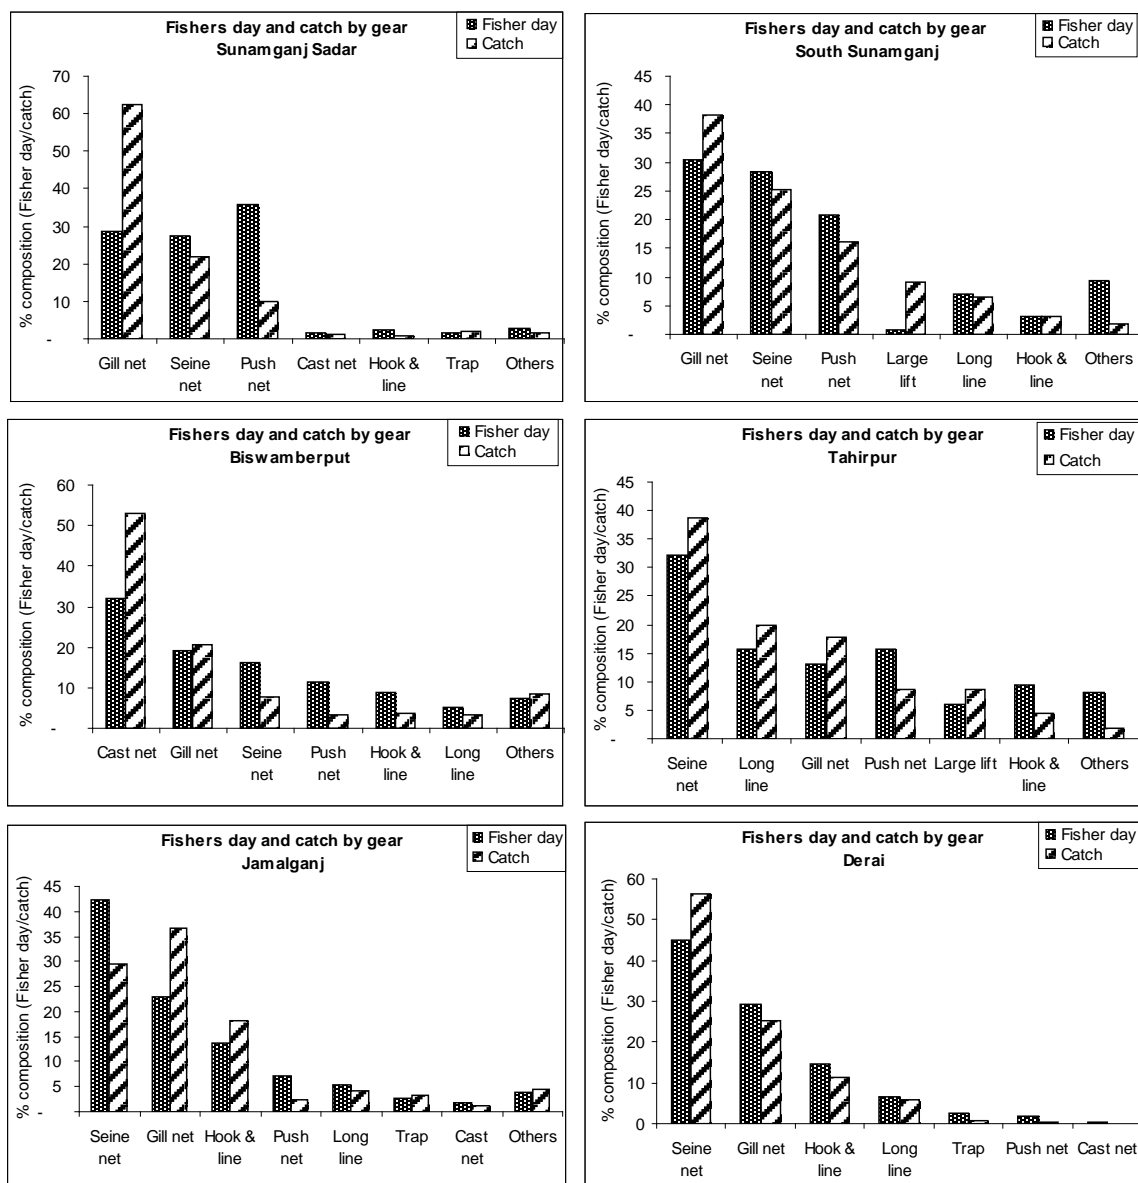 Fishers day and catch by gear
Sunamganj Sadar
Fisher day
Catch
% composition (Fisher day/catch)
70
60
50
40
30
20
10
-
Gill net
Seine net
Push net
Cast net
Hook & line
Trap
Others
Fishers day and catch by gear
South Sunamganj
Fisher day
Catch
% composition (Fisher day/catch)
45
40
35
30
25
20
15
10
5
-
Gill net
Seine net
Push net
Large lift
Long line
Hook & line
Others
Fishers day and catch by gear
Biswamberput
Fisher day
Catch
% composition (Fisher day/catch)
60
50
40
30
20
10
-
Cast net
Gill net
Seine net
Push net
Hook & line
Long line
Others
Fishers day and catch by gear
Tahirpur
Fisher day
Catch
% composition (Fisher day/catch)
45
40
35
30
25
20
15
10
5
-
Seine net
Long line
Gill net
Push net
Large lift
Hook & line
Others
Fishers day and catch by gear
Jamalganj
Fisher day
Catch
% composition (Fisher day/catch)
45
40
35
30
25
20
15
10
5
-
Seine net
Gill net
Hook & line
Push net
Long line
Trap
Cast net
Others
Fishers day and catch by gear
Derai
Fisher day
Catch
% composition (Fisher day/catch)
60
50
40
30
20
10
0
Seine net
Gill net
Hook & line
Long line
Trap
Push net
Cast net